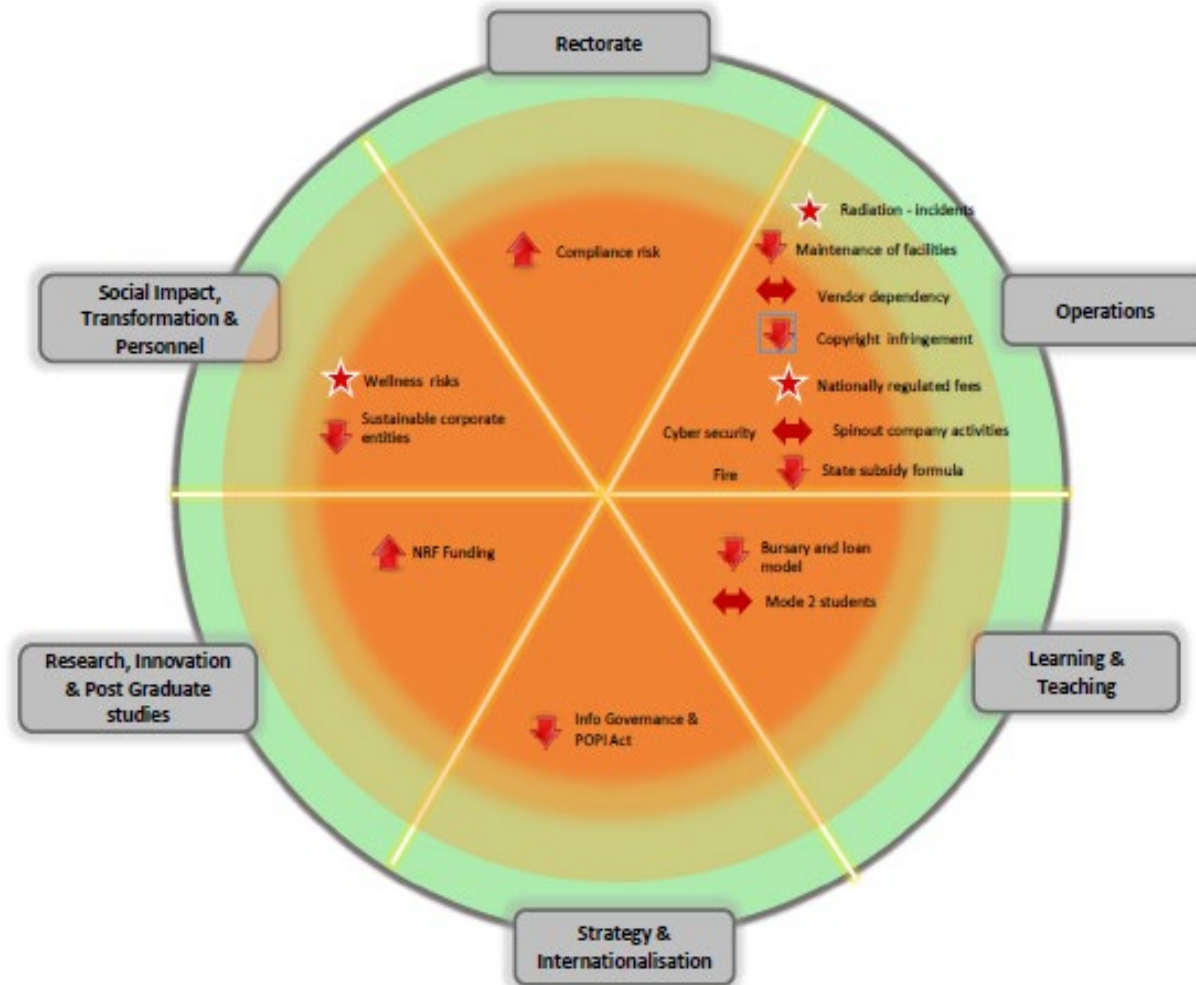 Rectorate
Radiation - incidents
Compliance risk
Maintenance of facilities
Social Impact,
Transformation &
Personnel
Vendor dependency
Operations
Copyright infringement
Wellness risks
Nationally regulated fees
Sustainable corporate
entities
Cyber security
Spinout company activities
Fire
State subsidy formula
NRF Funding
Bursary and loan
model
Mode 2 students
Research, Innovation
& Post Graduate
studies
Learning &
Teaching
Info Governance &
POPI Act
Strategy &
Internationalisation